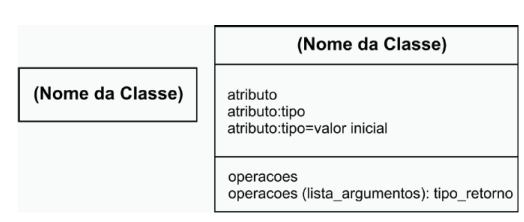 (Nome da Classe)
(Nome da Classe)
atributo
atributo:tipo
atributo:tipo=valor inicial
operacoes
operacoes (lista_argumentos): tipo_retorno